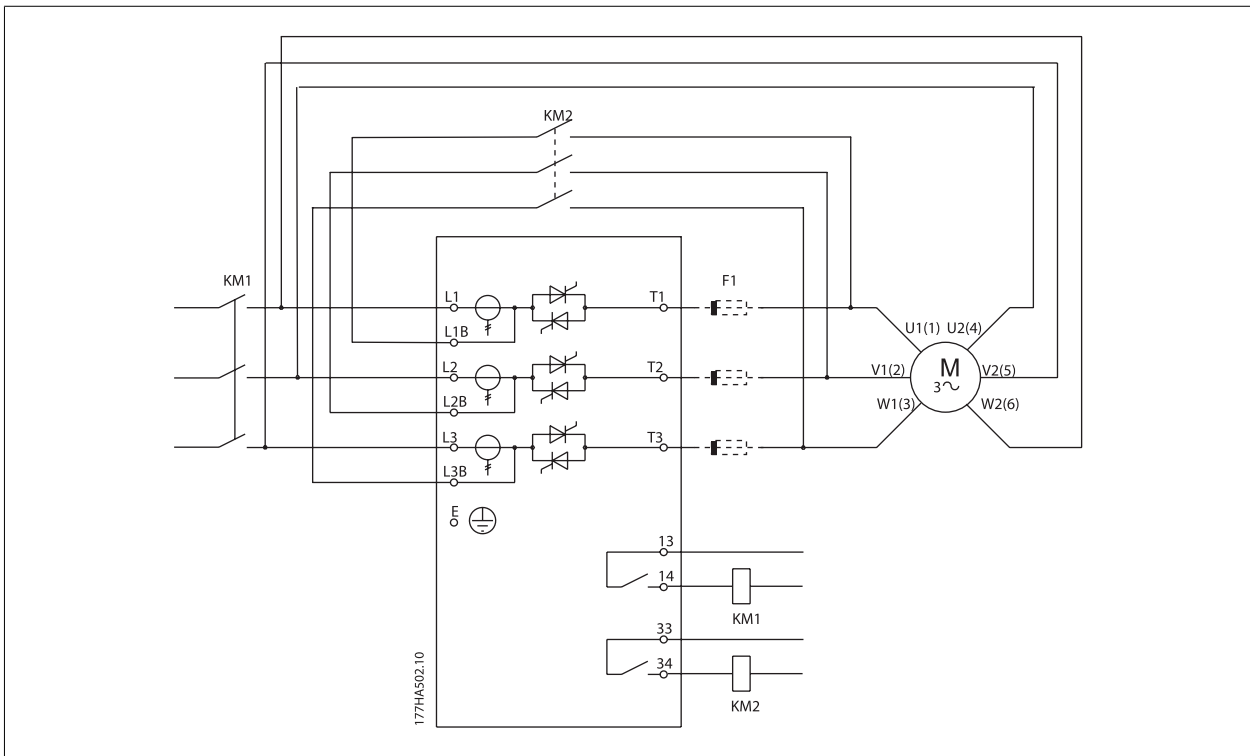 KM2
KM1
F1
L1
T1
L1B
U1(1) U2(4)
L2
T2
V1(2)
M
3
V2(5)
L2B
W1(3)
W2(6)
L3
T3
L3B
E
13
14
KM1
33
34
KM2
177HA502.10